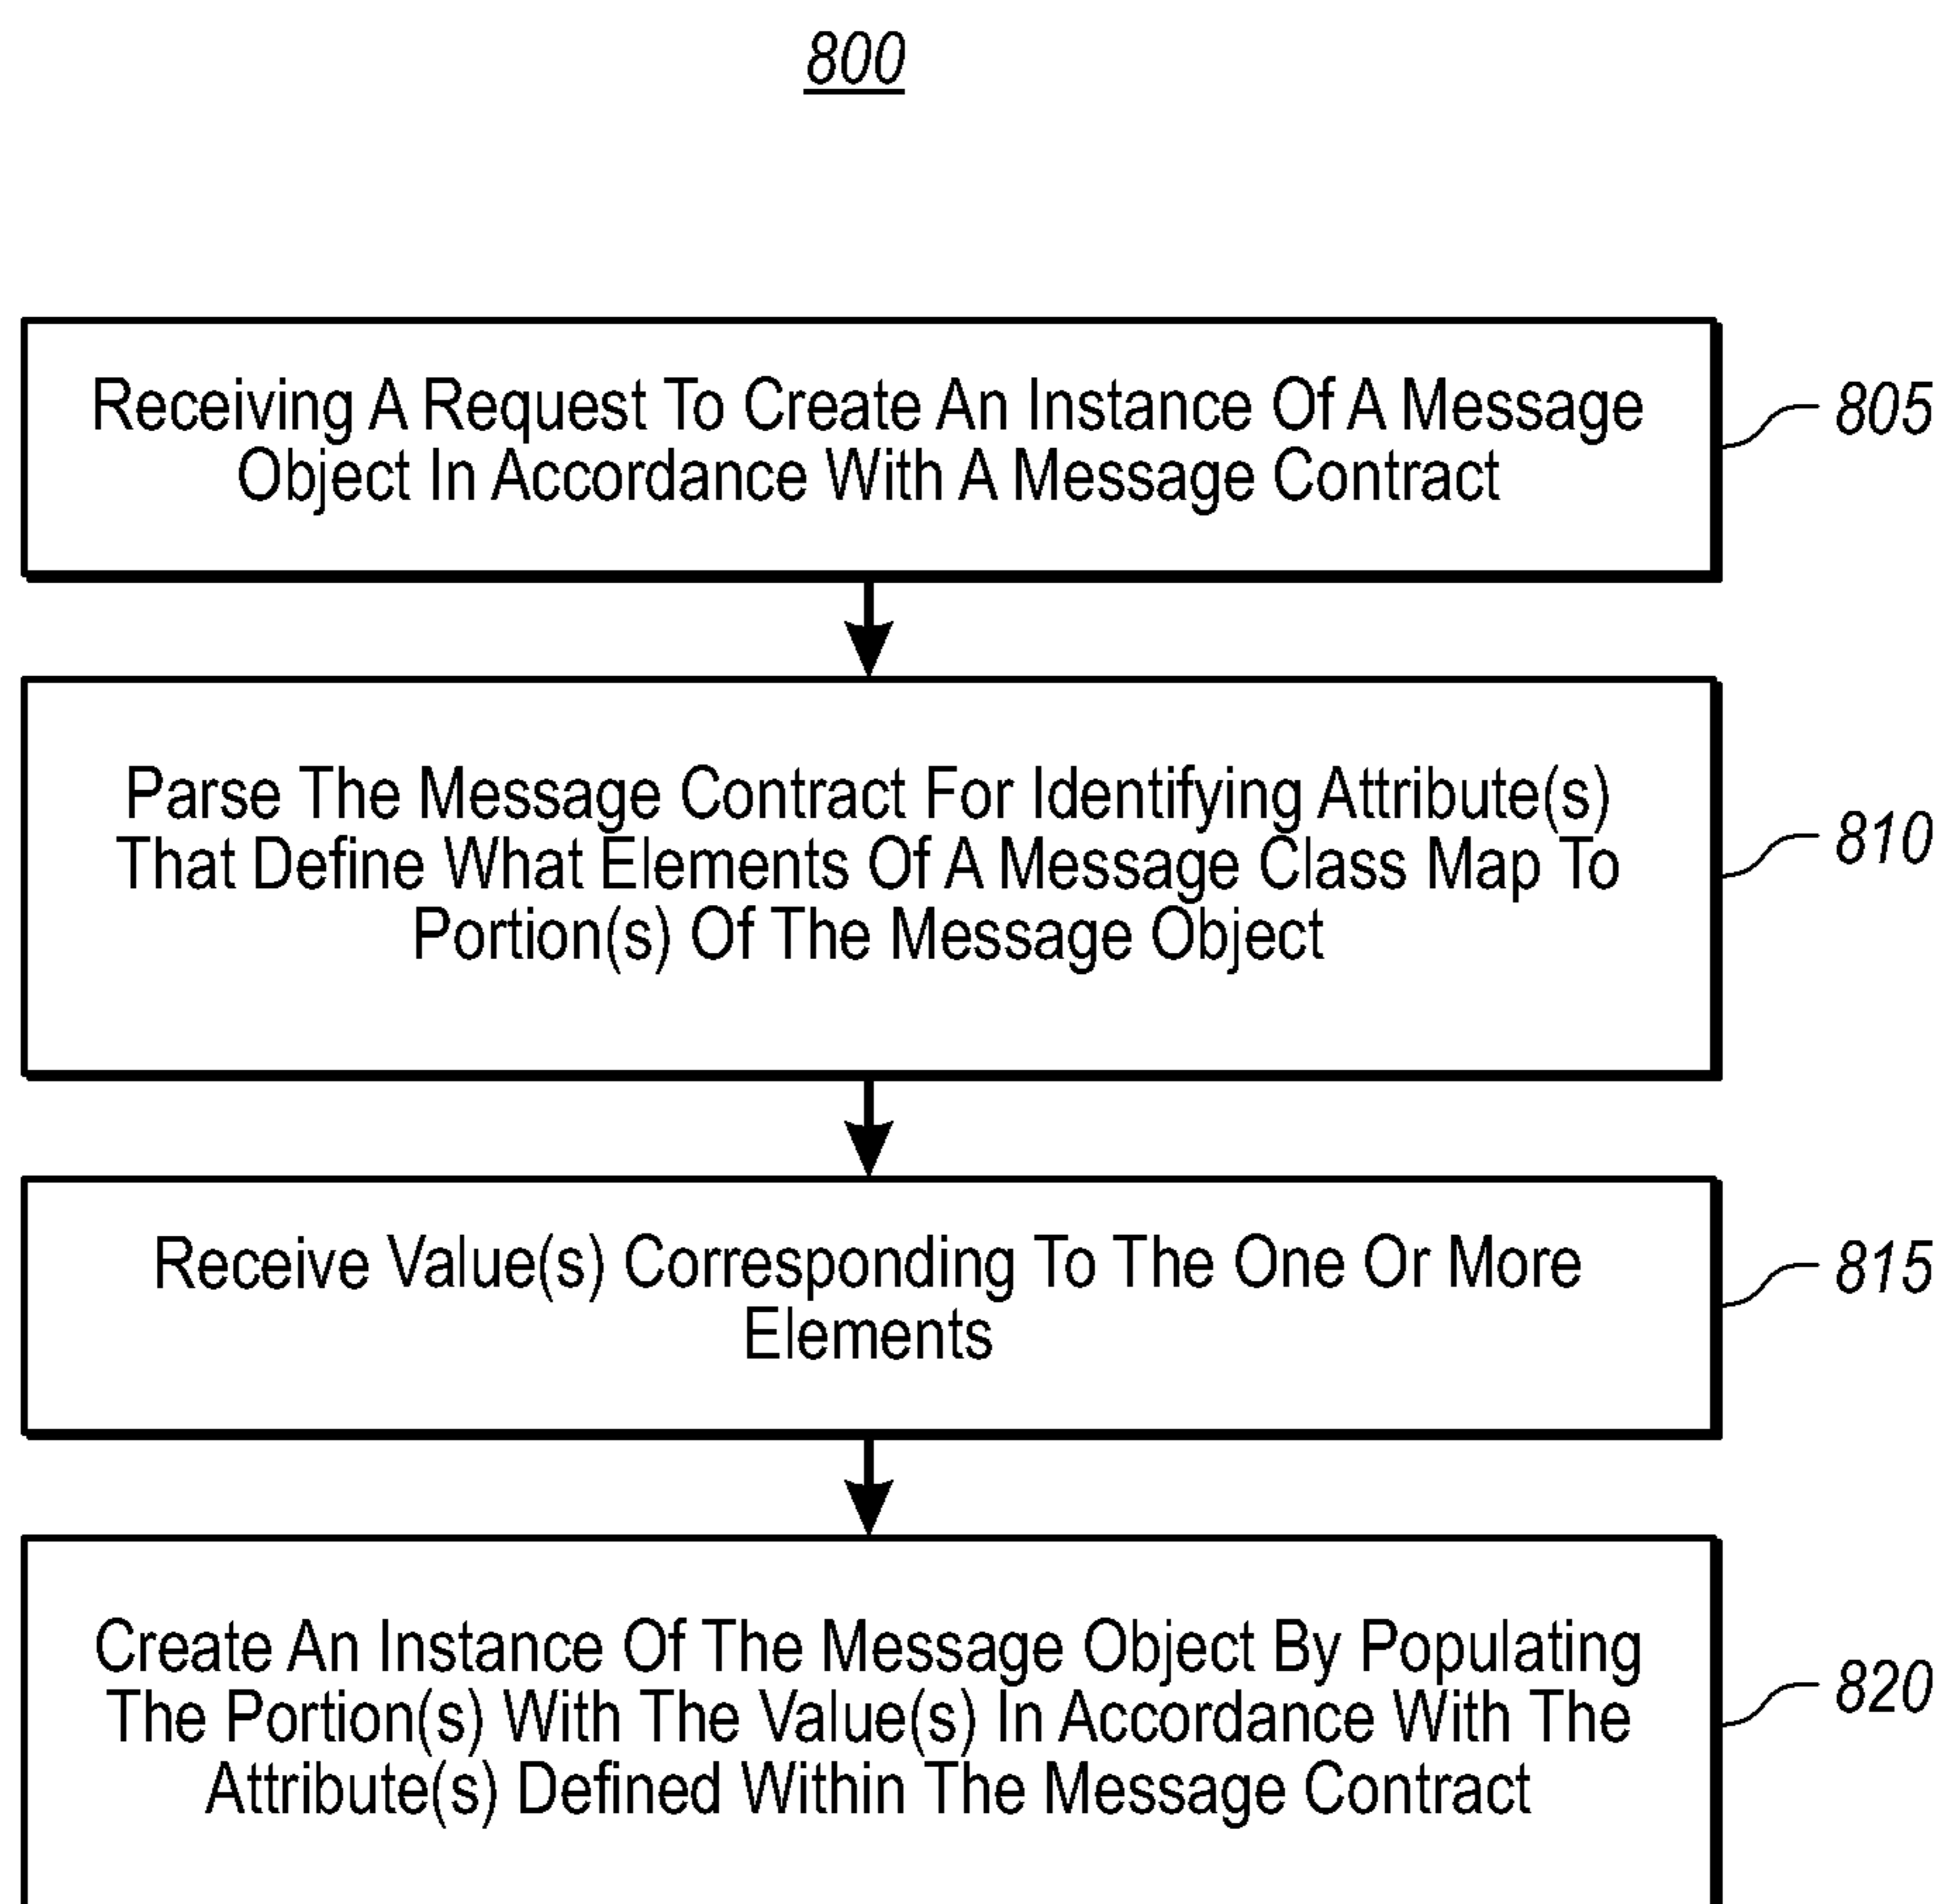 800
Receiving A Request To Create An Instance Of A Message
Object In Accordance With A Message Contract
805
Parse The Message Contract For Identifying Attribute(s)
That Define What Elements Of A Message Class Map To
Portion(s) Of The Message Object
810
Receive Value(s) Corresponding To The One Or More
Elements
815
Create An Instance Of The Message Object By Populating
The Portion(s) With The Value(s) In Accordance With The
Attribute(s) Defined Within The Message Contract
820